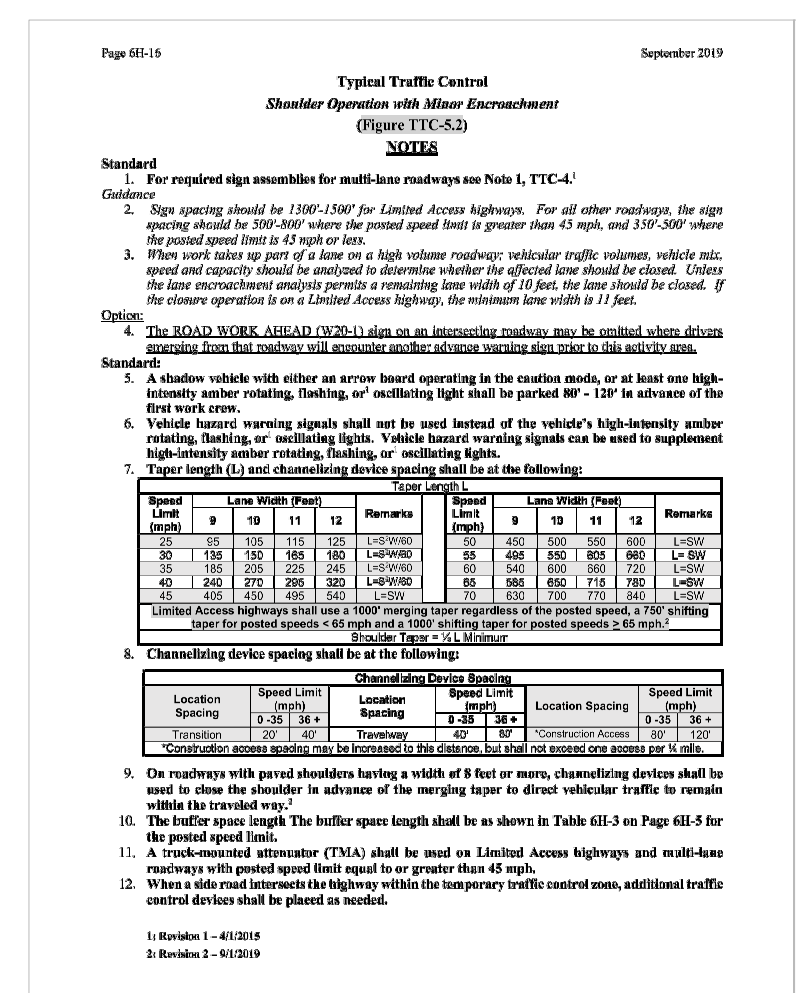 Page 6H-16 September 2019
Typical Traffic Control
Shoulder Operation with Minor Encroachment
(Figure TTC-5.2)
NOTES
Standard
1. For required sign assemblies for multi-lane roadways see Note 1, TTC-4.¹
Guidance
2. Sign spacing should be 1300'-1500' for Limited Access highways. For all other roadways, the sign
spacing should be 500'-800' where the posted speed limit is greater than 45 mph, and 350'-500' where
the posted speed limit is 45 mph or less.
3. When work takes up part of a lane on a high volume roadway; vehicular traffic volumes, vehicle mix,
speed and capacity should be analyzed to determine whether the affected lane should be closed. Unless
the lane encroachment analysis permits a remaining lane width of 10 feet, the lane should be closed. If
the closure operation is on a Limited Access highway, the minimum lane width is 11 feet.
Option:
4. The ROAD WORK AHEAD (W20-1) sign on an intersecting roadway may be omitted where drivers
emerging from that roadway will encounter another advance warning sign prior to this activity area.
Standard:
5. A shadow vehicle with either an arrow board operating in the caution mode, or at least one high-
intensity amber rotating, flashing, or¹ oscillating light shall be parked 80' - 120' in advance of the
first work crew.
6. Vehicle hazard warning signals shall not be used instead of the vehicle's high-intensity amber
rotating, flashing, or¹ oscillating lights. Vehicle hazard warning signals can be used to supplement
high-intensity amber rotating, flashing, or¹ oscillating lights.
7. Taper length (L) and channelizing device spacing shall be at the following:
Taper Length L
Speed Limit (mph) Lane Width (Feet) Remarks Speed Limit (mph) Lane Width (Feet) Remarks
9 10 11 12 9 10 11 12
25 95 105 115 125 L=S²W/60 50 450 500 550 600 L=SW
30 135 150 165 180 L=S²W/60 55 495 550 605 660 L= SW
35 185 205 225 245 L=S²W/60 60 540 600 660 720 L=SW
40 240 270 295 320 L=S²W/60 65 585 650 715 780 L=SW
45 405 450 495 540 L=SW 70 630 700 770 840 L=SW
Limited Access highways shall use a 1000' merging taper regardless of the posted speed, a 750' shifting
taper for posted speeds < 65 mph and a 1000' shifting taper for posted speeds ≥ 65 mph.²
Shoulder Taper = ⅓ L Minimum
8. Channelizing device spacing shall be at the following:
Channelizing Device Spacing
Location Spacing Speed Limit (mph) Location Spacing Speed Limit (mph) Location Spacing Speed Limit (mph)
0 -35 36 + 0 -35 36 + 0 -35 36 +
Transition 20' 40' Travelway 40' 80' *Construction Access 80' 120'
*Construction access spacing may be increased to this distance, but shall not exceed one access per ¼ mile.
9. On roadways with paved shoulders having a width of 8 feet or more, channelizing devices shall be
used to close the shoulder in advance of the merging taper to direct vehicular traffic to remain
within the traveled way.²
10. The buffer space length The buffer space length shall be as shown in Table 6H-3 on Page 6H-5 for
the posted speed limit.
11. A truck-mounted attenuator (TMA) shall be used on Limited Access highways and multi-lane
roadways with posted speed limit equal to or greater than 45 mph.
12. When a side road intersects the highway within the temporary traffic control zone, additional traffic
control devices shall be placed as needed.
1: Revision 1 – 4/1/2015
2: Revision 2 – 9/1/2019